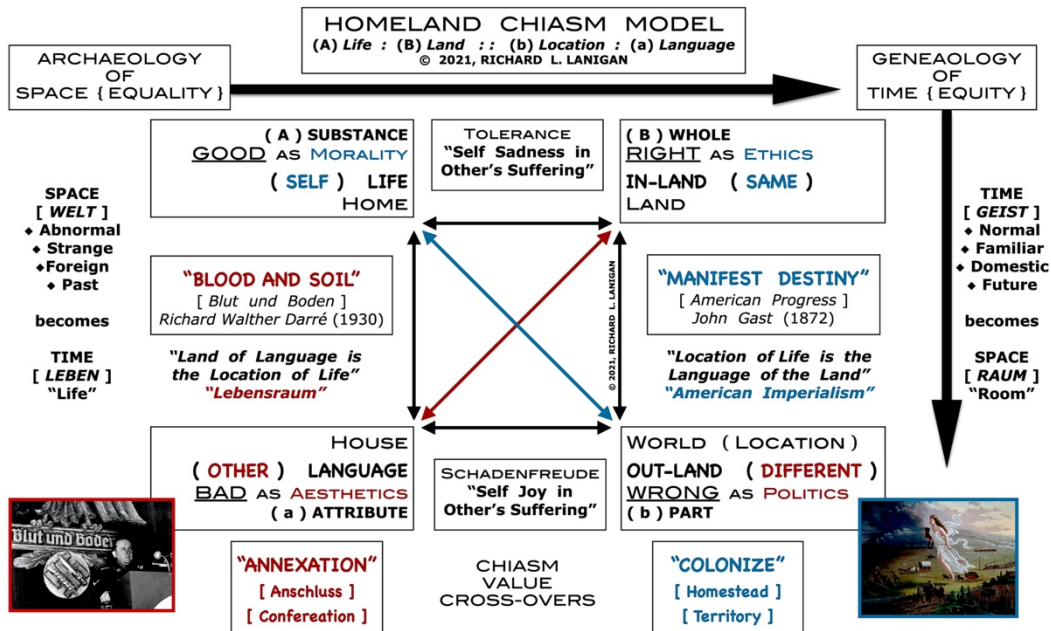 HOMELAND CHIASM MODEL
(A) Life : (B) Land : : (b) Location : (a) Language
© 2021, RICHARD L. LANIGAN
ARCHAEOLOGY
OF
SPACE { EQUALITY }
GENEAOLOGY
OF
TIME { EQUITY }
( A ) SUBSTANCE
GOOD AS MORALITY
( SELF ) LIFE
HOME
TOLERANCE
“Self Sadness in
Other’s Suffering”
( B ) WHOLE
RIGHT AS ETHICS
IN-LAND ( SAME )
LAND
SPACE
[ WELT ]
◆ Abnormal
◆ Strange
◆Foreign
◆ Past
becomes
TIME
[ LEBEN ]
“Life”
“BLOOD AND SOIL”
[ Blut und Boden ]
Richard Walther Darré (1930)
“Land of Language is
the Location of Life”
“Lebensraum”
© 2021, RICHARD L. LANIGAN
“MANIFEST DESTINY”
[ American Progress ]
John Gast (1872)
“Location of Life is the
Language of the Land”
“American Imperialism”
TIME
[ GEIST ]
◆ Normal
◆ Familiar
◆ Domestic
◆ Future
becomes
SPACE
[ RAUM ]
“Room”
HOUSE
( OTHER ) LANGUAGE
BAD AS AESTHETICS
( a ) ATTRIBUTE
SCHADENFREUDE
“Self Joy in
Other’s Suffering”
WORLD ( LOCATION )
OUT-LAND ( DIFFERENT )
WRONG AS POLITICS
( b ) PART
Blut und Boden
“ANNEXATION”
[ Anschluss ]
[ Confereation ]
CHIASM
VALUE
CROSS-OVERS
“COLONIZE”
[ Homestead ]
[ Territory ]